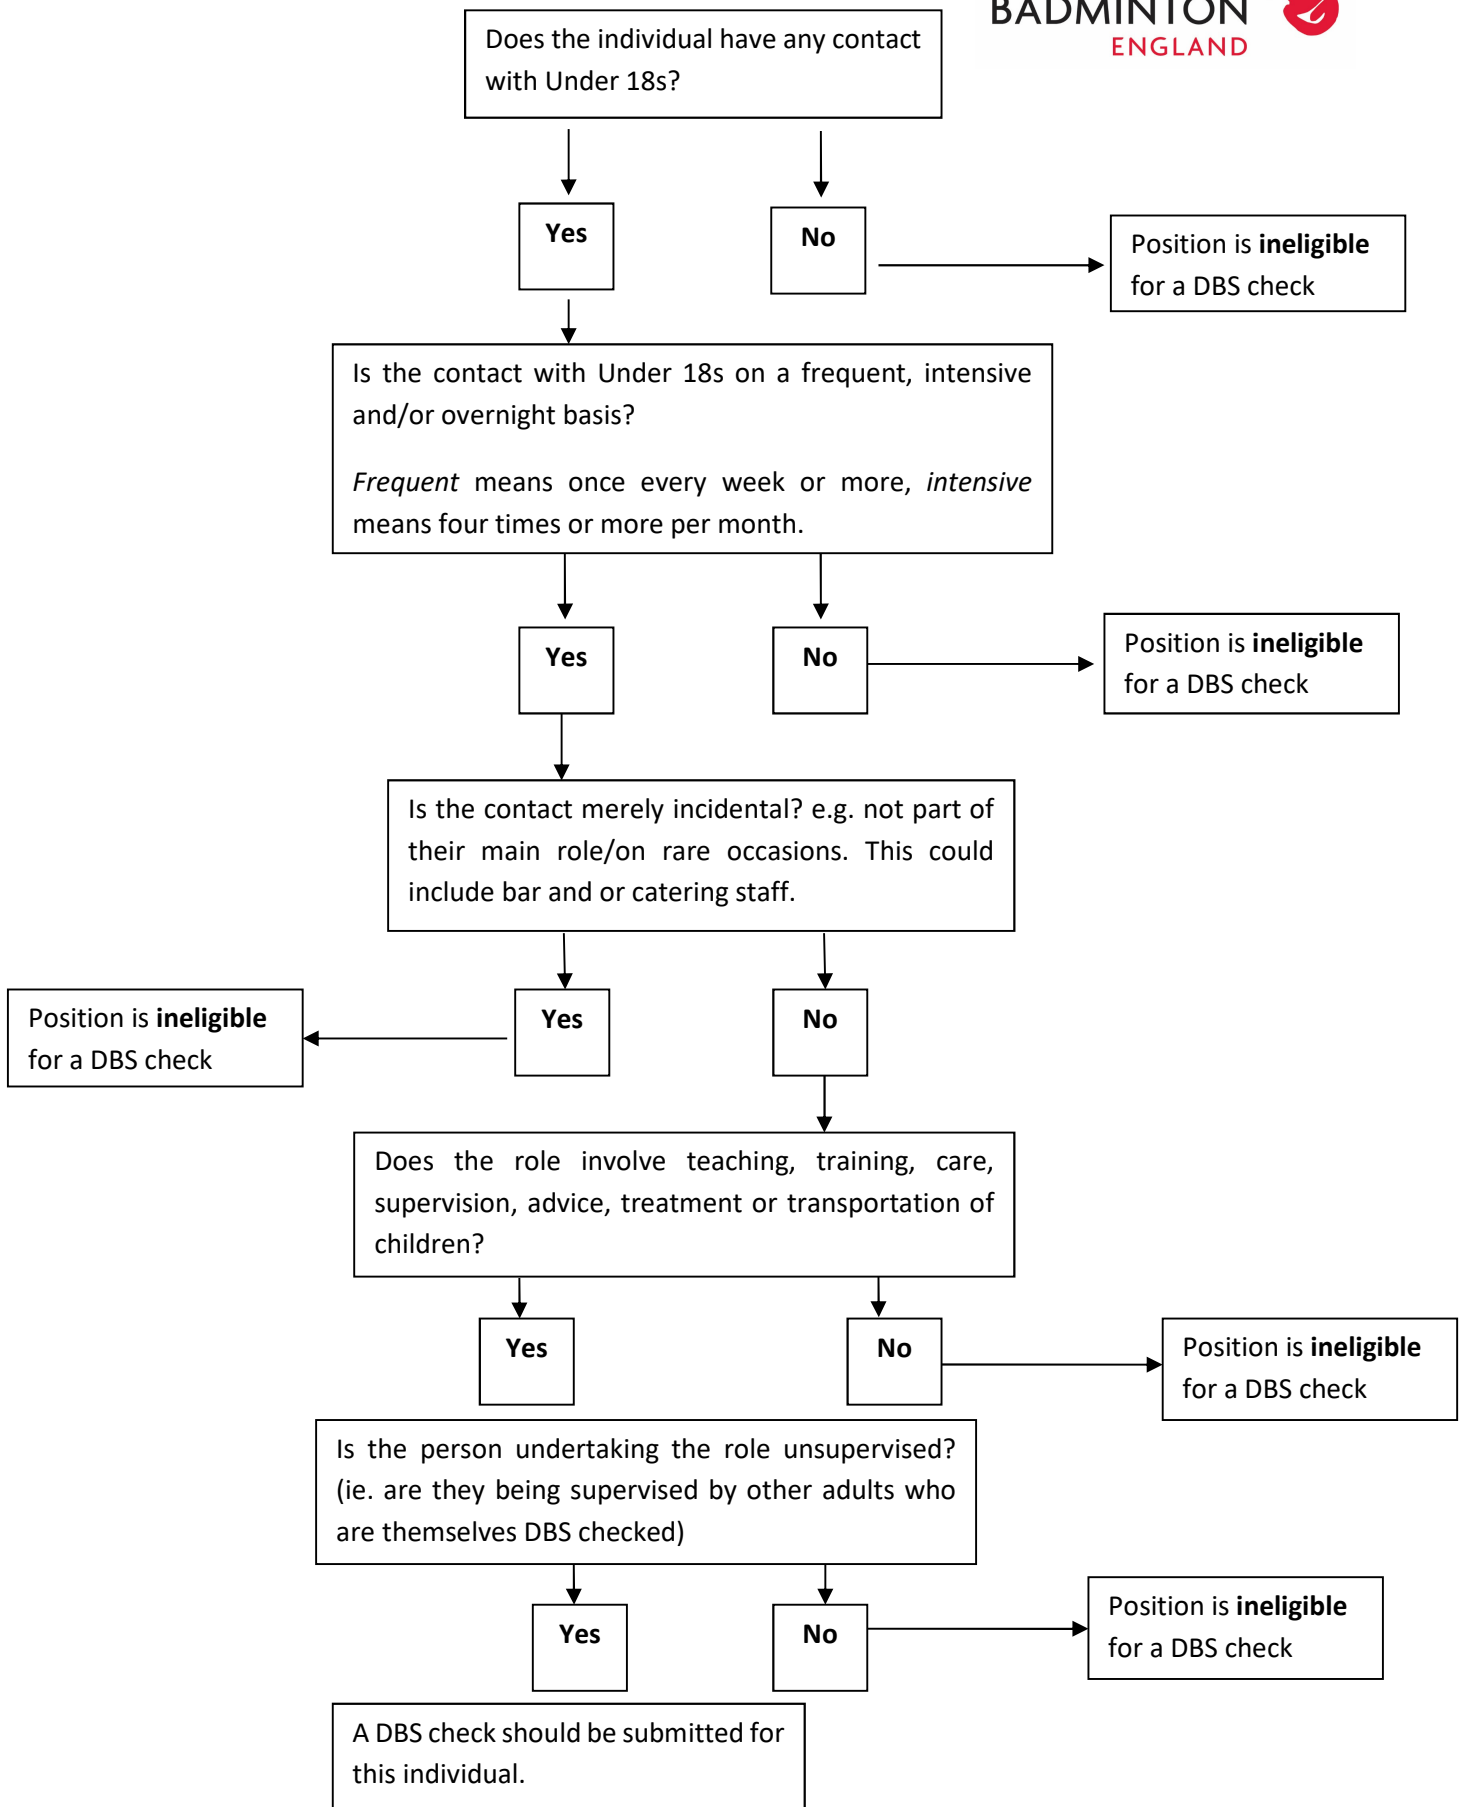 BADMINTON
ENGLAND
Does the individual have any contact
with Under 18s?
Yes
No
Position is ineligible
for a DBS check
Is the contact with Under 18s on a frequent, intensive
and/or overnight basis?
Frequent means once every week or more, intensive
means four times or more per month.
Yes
No
Position is ineligible
for a DBS check
Is the contact merely incidental? e.g. not part of
their main role/on rare occasions. This could
include bar and or catering staff.
Position is ineligible
for a DBS check
Yes
No
Does the role involve teaching, training, care,
supervision, advice, treatment or transportation of
children?
Yes
No
Position is ineligible
for a DBS check
Is the person undertaking the role unsupervised?
(ie. are they being supervised by other adults who
are themselves DBS checked)
Yes
No
Position is ineligible
for a DBS check
A DBS check should be submitted for
this individual.